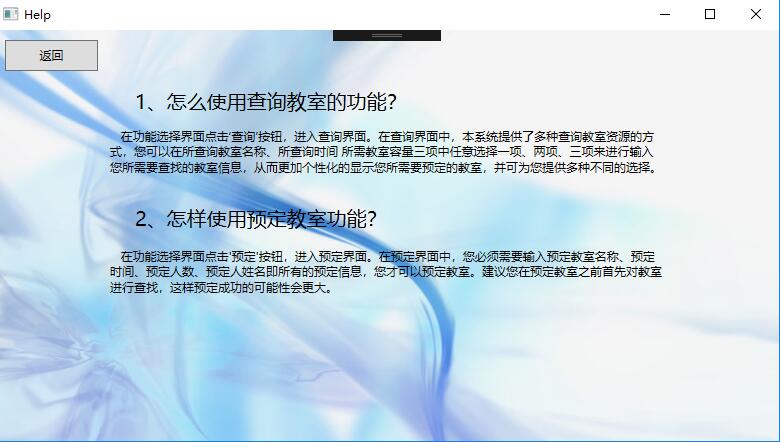 Help
返回
1、怎么使用查询教室的功能？
在功能选择界面点击‘查询’按钮，进入查询界面。在查询界面中，本系统提供了多种查询教室资源的方
式，您可以在所查询教室名称、所查询时间 所需教室容量三项中任意选择一项、两项、三项来进行输入
您所需要查找的教室信息，从而更加个性化的显示您所需要预定的教室，并可为您提供多种不同的选择。
2、怎样使用预定教室功能？
在功能选择界面点击‘预定’按钮，进入预定界面。在预定界面中，您必须需要输入预定教室名称、预定
时间、预定人数、预定人姓名即所有的预定信息，您才可以预定教室。建议您在预定教室之前首先对教室
进行查找，这样预定成功的可能性会更大。